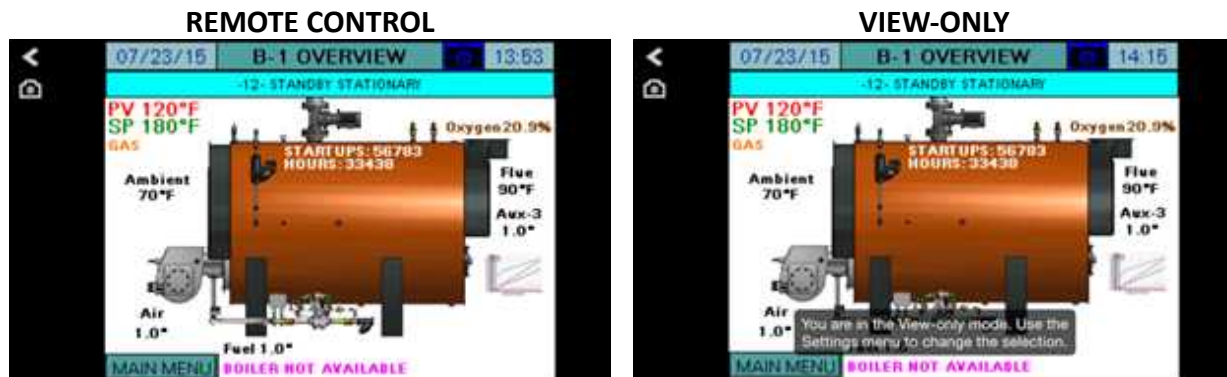 REMOTE CONTROL
07/23/15 B-1 OVERVIEW 13:53
-12- STANDBY STATIONARY
PV 120°F
SP 180°F
GAS
Oxygen 20.9%
STARTUPS: 56783
HOURS: 33438
Ambient
70°F
Flue
90°F
Aux-3
1.0°
Air
1.0°
Fuel 1.0°
MAIN MENU BOILER NOT AVAILABLE
VIEW-ONLY
07/23/15 B-1 OVERVIEW 14:15
-12- STANDBY STATIONARY
PV 120°F
SP 180°F
GAS
Oxygen 20.9%
STARTUPS: 56783
HOURS: 33438
Ambient
70°F
Flue
90°F
Aux-3
1.0°
Air
1.0°
You are in the View-only mode. Use the
Settings menu to change the selection.
MAIN MENU BOILER NOT AVAILABLE